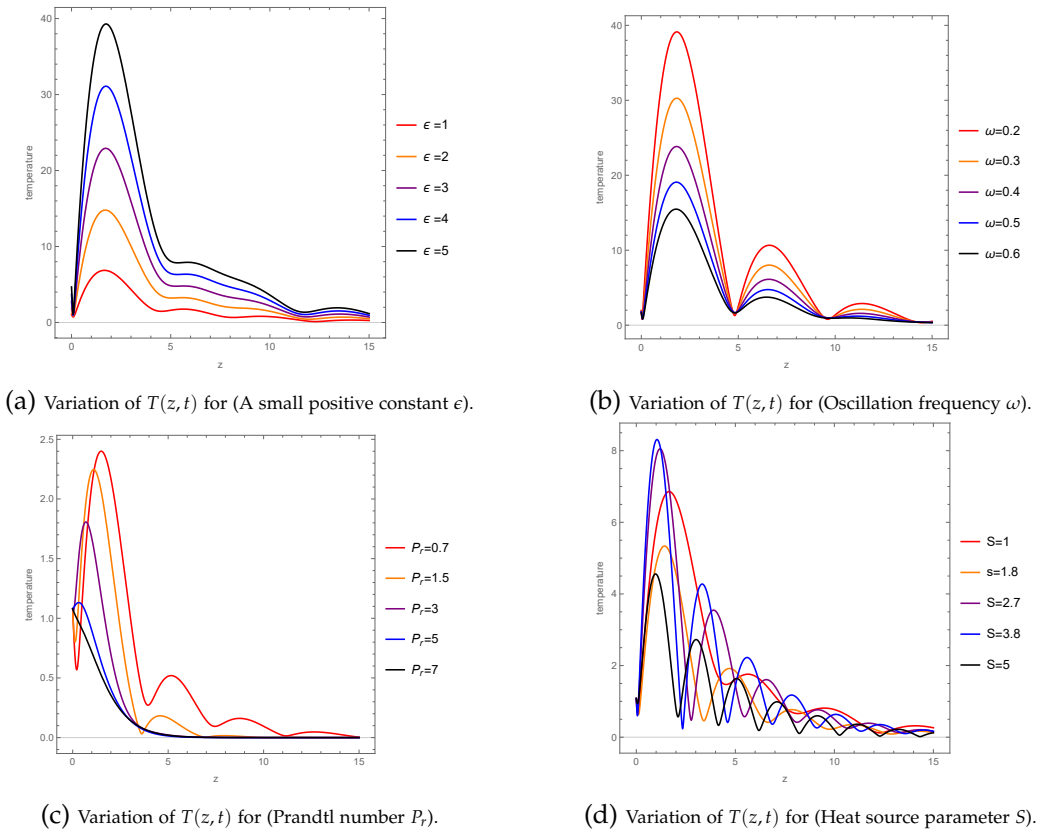 40
30
20
10
0
temperature
0
5
10
15
z
ϵ =1
ϵ =2
ϵ =3
ϵ =4
ϵ =5
(a) Variation of T(z, t) for (A small positive constant ϵ).
40
30
20
10
0
temperature
0
5
10
15
z
ω=0.2
ω=0.3
ω=0.4
ω=0.5
ω=0.6
(b) Variation of T(z, t) for (Oscillation frequency ω).
2.5
2.0
1.5
1.0
0.5
0.0
temperature
0
5
10
15
z
Pr=0.7
Pr=1.5
Pr=3
Pr=5
Pr=7
(c) Variation of T(z, t) for (Prandtl number Pr).
8
6
4
2
0
temperature
0
5
10
15
z
S=1
s=1.8
S=2.7
S=3.8
S=5
(d) Variation of T(z, t) for (Heat source parameter S).